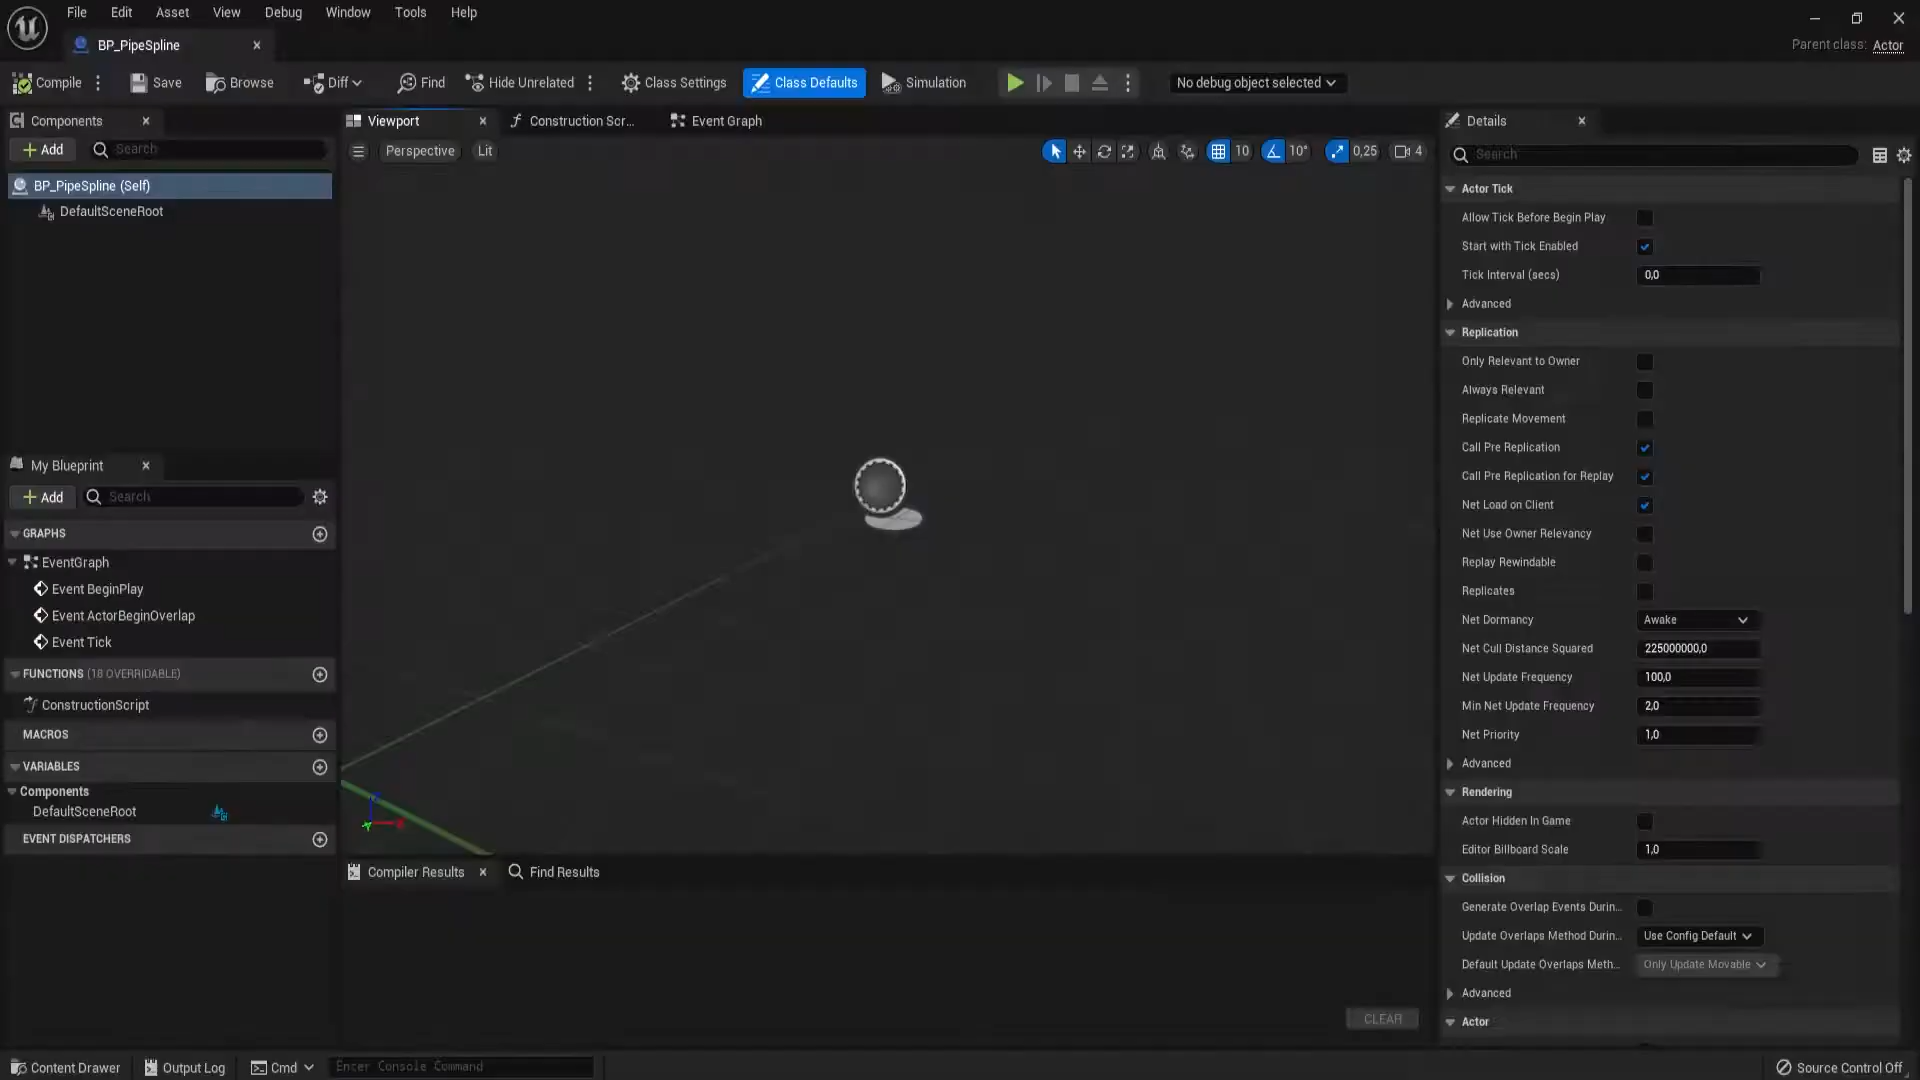 File Edit Asset View Debug Window Tools Help
BP_PipeSpline
Parent class: Actor
Compile Save Browse Diff Find Hide Unrelated Class Settings Class Defaults Simulation No debug object selected
Components
Add Search
BP_PipeSpline (Self)
DefaultSceneRoot
My Blueprint
Add Search
GRAPHS
EventGraph
Event BeginPlay
Event ActorBeginOverlap
Event Tick
FUNCTIONS (18 OVERRIDABLE)
ConstructionScript
MACROS
VARIABLES
Components
DefaultSceneRoot
EVENT DISPATCHERS
Viewport Construction Scr... Event Graph
Perspective Lit 10 10° 0,25 4
Compiler Results Find Results
CLEAR
Details
Search
Actor Tick
Allow Tick Before Begin Play
Start with Tick Enabled
Tick Interval (secs) 0,0
Advanced
Replication
Only Relevant to Owner
Always Relevant
Replicate Movement
Call Pre Replication
Call Pre Replication for Replay
Net Load on Client
Net Use Owner Relevancy
Replay Rewindable
Replicates
Net Dormancy Awake
Net Cull Distance Squared 225000000,0
Net Update Frequency 100,0
Min Net Update Frequency 2,0
Net Priority 1,0
Advanced
Rendering
Actor Hidden In Game
Editor Billboard Scale 1,0
Collision
Generate Overlap Events Durin...
Update Overlaps Method Durin... Use Config Default
Default Update Overlaps Meth... Only Update Movable
Advanced
Actor
Content Drawer Output Log Cmd Enter Console Command Source Control Off